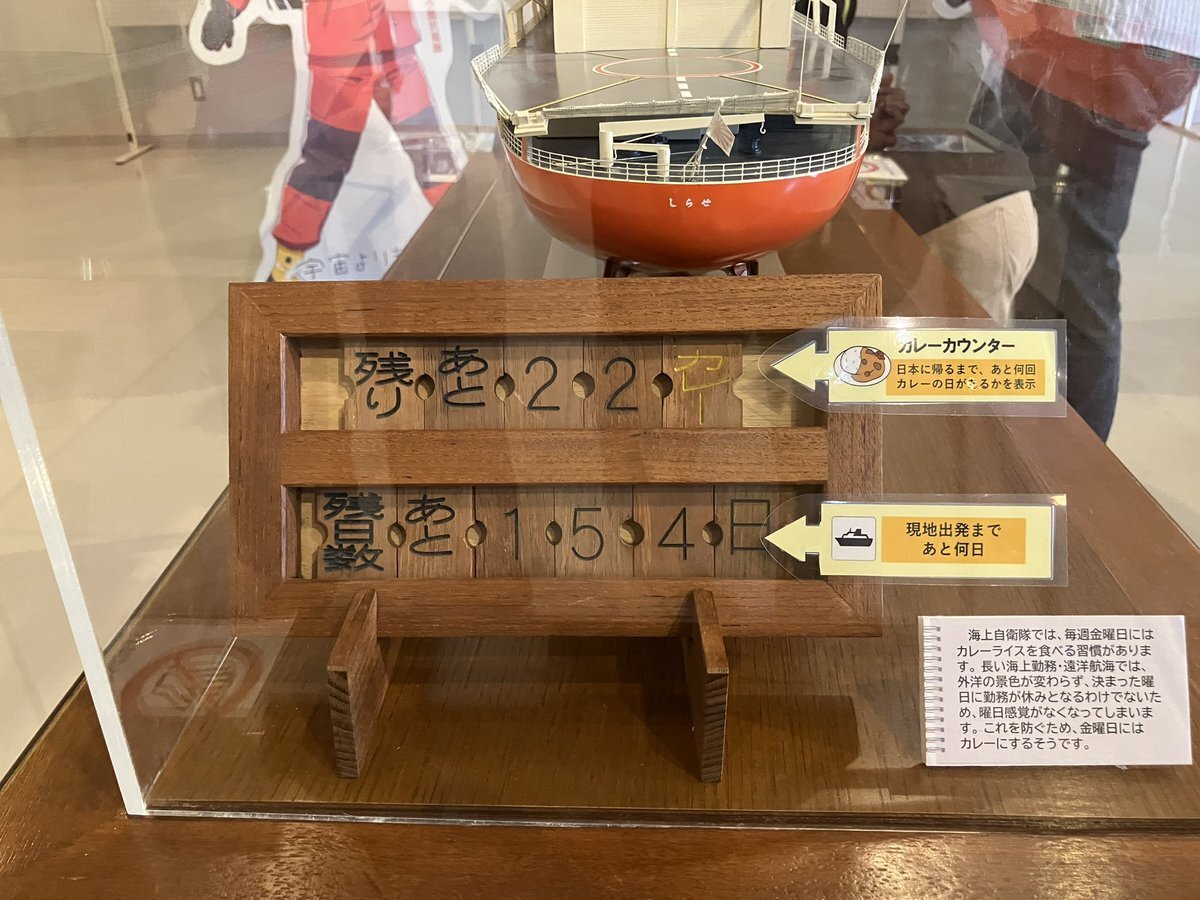 しらせ
宇宙より
残り あと 2 2 カレー
カレーカウンター
日本に帰るまで、あと何回
カレーの日があるかを表示
残日数 あと 1 5 4 日
現地出発まで
あと何日
海上自衛隊では、毎週金曜日には
カレーライスを食べる習慣がありま
す。長い海上勤務・遠洋航海では、
外洋の景色が変わらず、決まった曜
日に勤務が休みとなるわけでないた
め、曜日感覚がなくなってしまいま
す。これを防ぐため、金曜日には
カレーにするそうです。